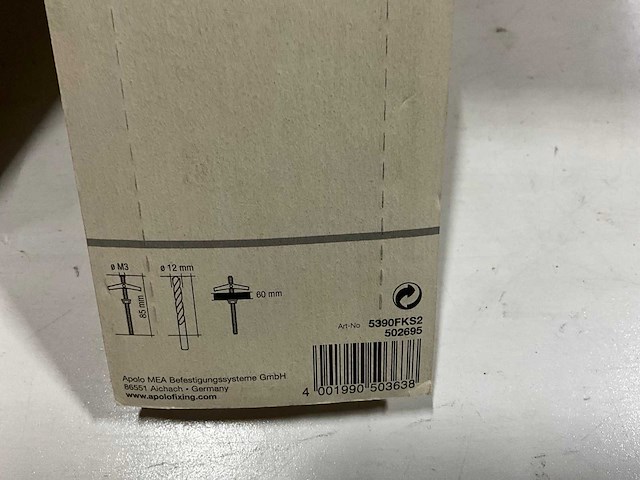 ø M3
ø 12 mm
85 mm
60 mm
Art-No 5390FKS2
502695
Apolo MEA Befestigungssysteme GmbH
86551 Aichach - Germany
www.apolofixing.com
4 001990 503638